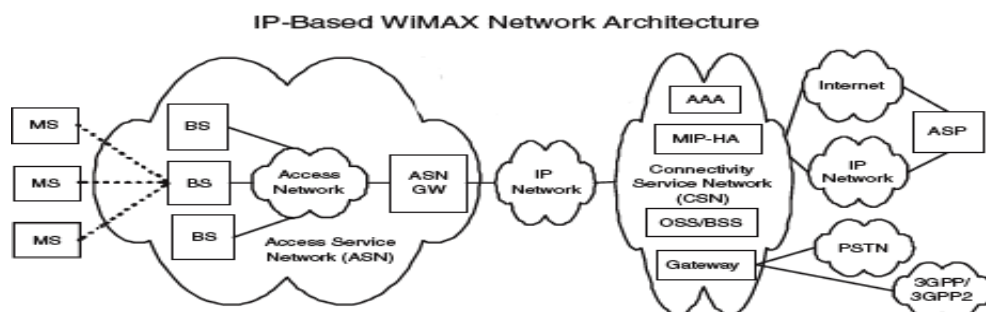 IP-Based WiMAX Network Architecture
MS
MS
MS
BS
BS
BS
Access
Network
ASN
GW
Access Service
Network (ASN)
IP
Network
AAA
MIP-HA
Connectivity
Service Network
(CSN)
OSS/BSS
Gateway
Internet
IP
Network
ASP
PSTN
3GPP/
3GPP2